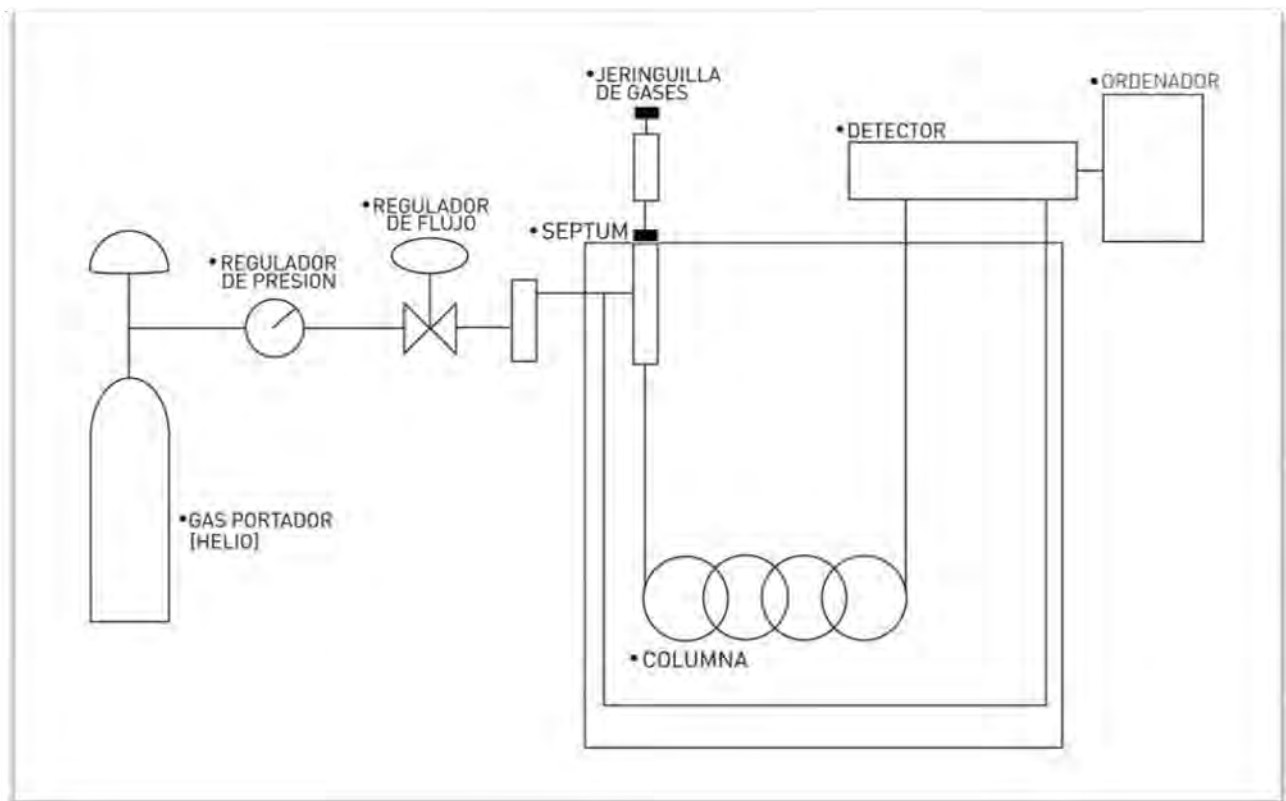 •JERINGUILLA
DE GASES
•ORDENADOR
•DETECTOR
•REGULADOR
DE FLUJO
•SEPTUM
•REGULADOR
DE PRESION
•GAS PORTADOR
[HELIO]
•COLUMNA